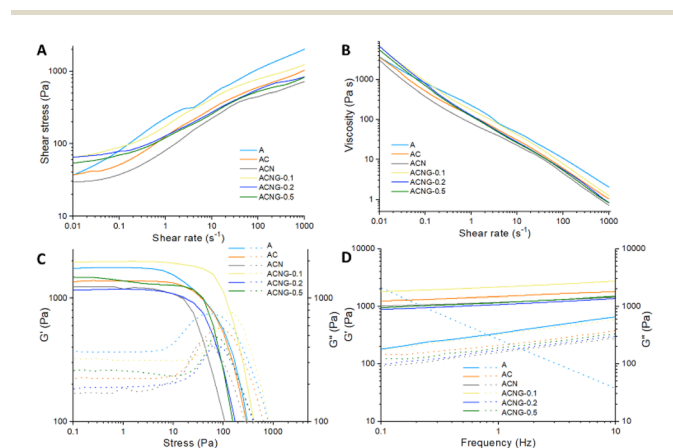 A
Shear stress (Pa)
1000
100
10
0.01 0.1 1 10 100 1000
Shear rate (s⁻¹)
A
AC
ACN
ACNG-0.1
ACNG-0.2
ACNG-0.5
B
Viscosity (Pa s)
1000
100
10
1
0.01 0.1 1 10 100 1000
Shear rate (s⁻¹)
A
AC
ACN
ACNG-0.1
ACNG-0.2
ACNG-0.5
C
G' (Pa)
1000
100
0.1 1 10 100 1000
Stress (Pa)
G" (Pa)
1000
100
A
AC
ACN
ACNG-0.1
ACNG-0.2
ACNG-0.5
D
G' (Pa)
10000
1000
100
10
0.1 1 10
Frequency (Hz)
G" (Pa)
10000
1000
100
10
A
AC
ACN
ACNG-0.1
ACNG-0.2
ACNG-0.5